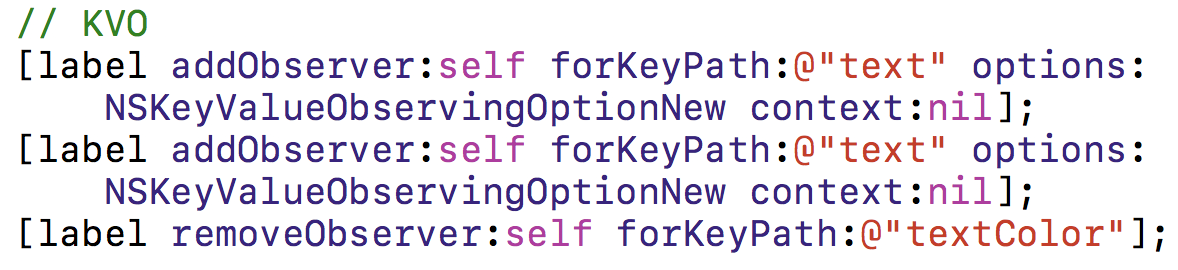 // KVO
[label addObserver:self forKeyPath:@"text" options:
    NSKeyValueObservingOptionNew context:nil];
[label addObserver:self forKeyPath:@"text" options:
    NSKeyValueObservingOptionNew context:nil];
[label removeObserver:self forKeyPath:@"textColor"];